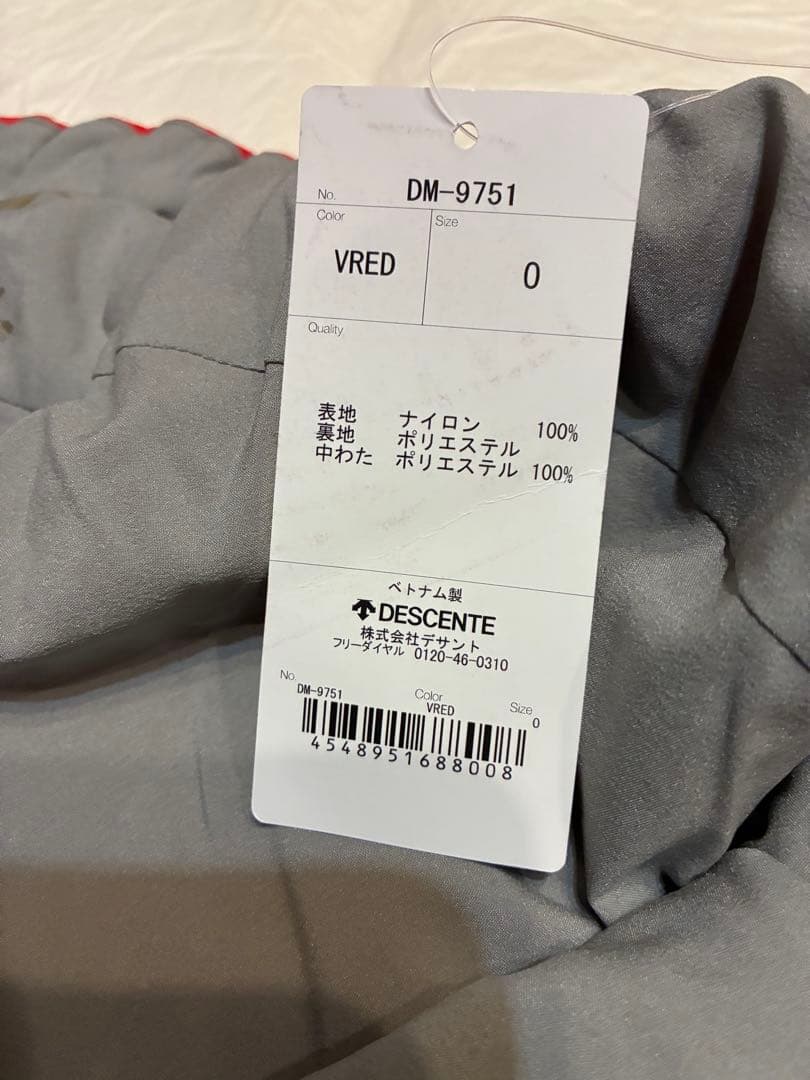 No. DM-9751
Color Size
VRED 0
Quality
表地 ナイロン 100%
裏地 ポリエステル
中わた ポリエステル 100%
ベトナム製
DESCENTE
株式会社デサント
フリーダイヤル 0120-46-0310
No. Color Size
DM-9751 VRED 0
4548951688008